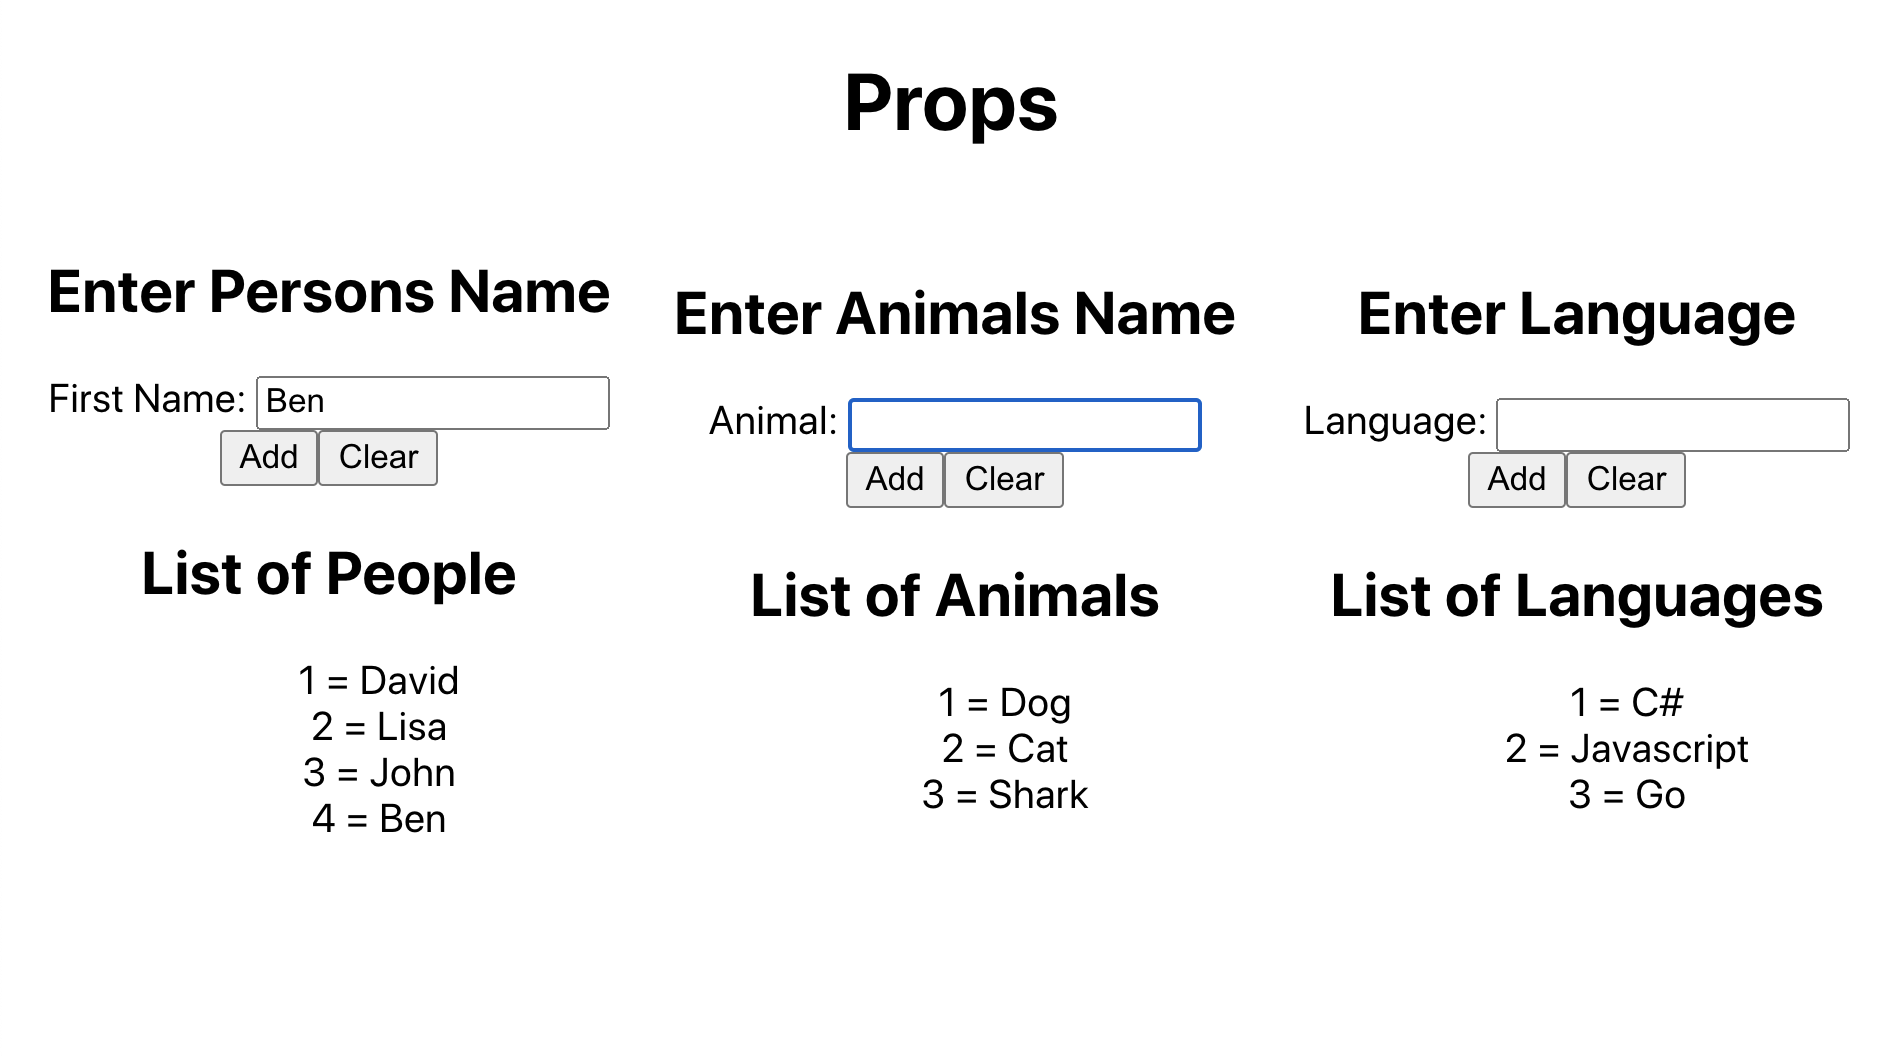 Props
Enter Persons Name
First Name: Ben
Add Clear
List of People
1 = David
2 = Lisa
3 = John
4 = Ben
Enter Animals Name
Animal:
Add Clear
List of Animals
1 = Dog
2 = Cat
3 = Shark
Enter Language
Language:
Add Clear
List of Languages
1 = C#
2 = Javascript
3 = Go